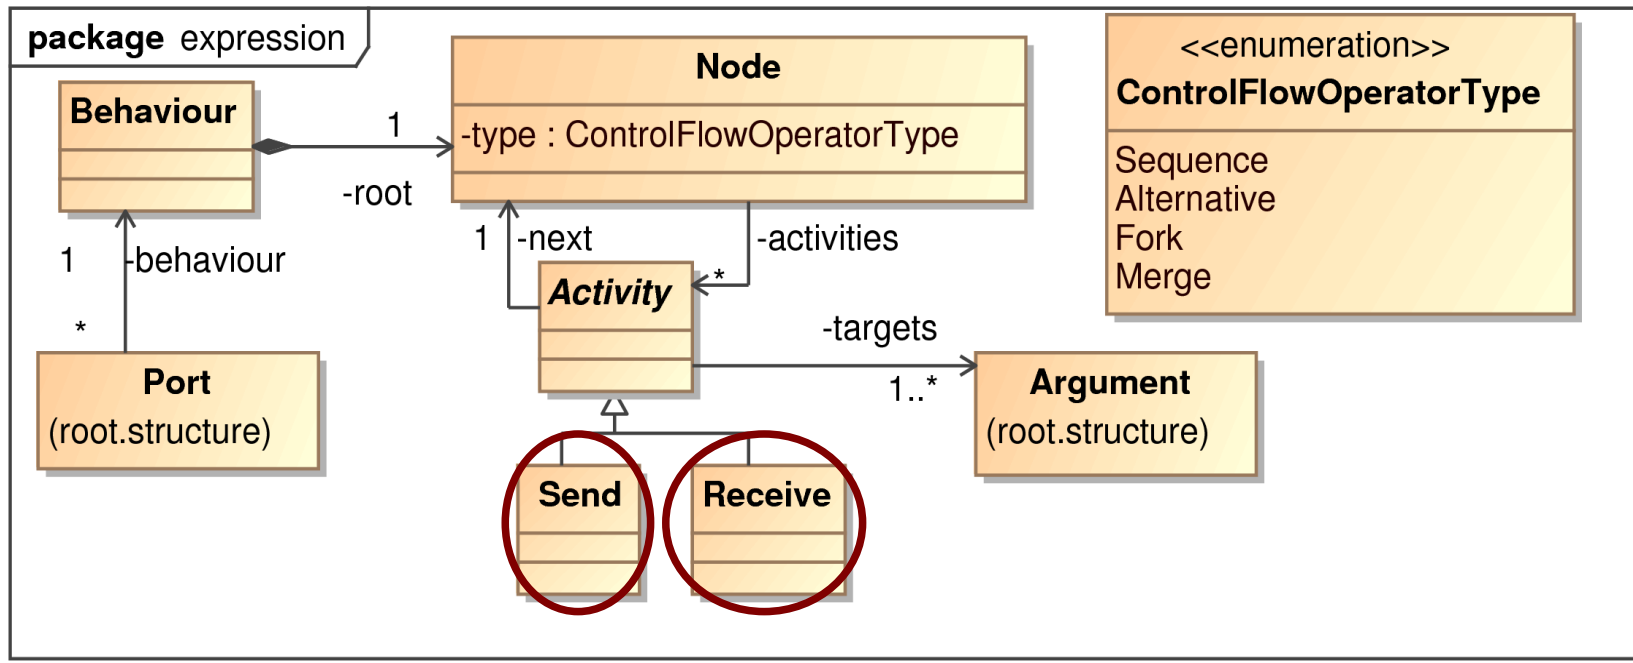 package expression
Behaviour
1
-root
Node
-type : ControlFlowOperatorType
<<enumeration>>
ControlFlowOperatorType
Sequence
Alternative
Fork
Merge
1
-behaviour
*
1
-next
-activities
*
Activity
-targets
1..*
Port
(root.structure)
Argument
(root.structure)
Send
Receive